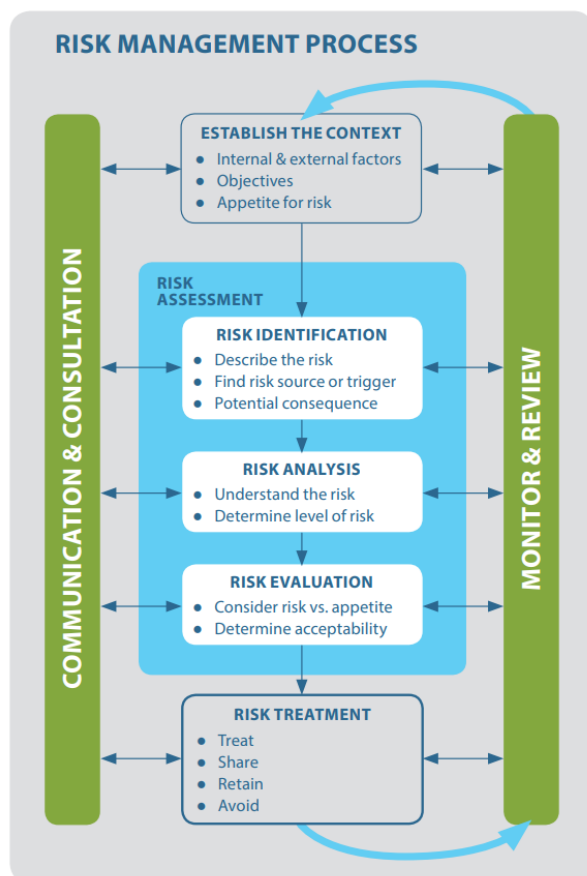 RISK MANAGEMENT PROCESS
COMMUNICATION & CONSULTATION
ESTABLISH THE CONTEXT
● Internal & external factors
● Objectives
● Appetite for risk
RISK
ASSESSMENT
RISK IDENTIFICATION
● Describe the risk
● Find risk source or trigger
● Potential consequence
RISK ANALYSIS
● Understand the risk
● Determine level of risk
RISK EVALUATION
● Consider risk vs. appetite
● Determine acceptability
RISK TREATMENT
● Treat
● Share
● Retain
● Avoid
MONITOR & REVIEW